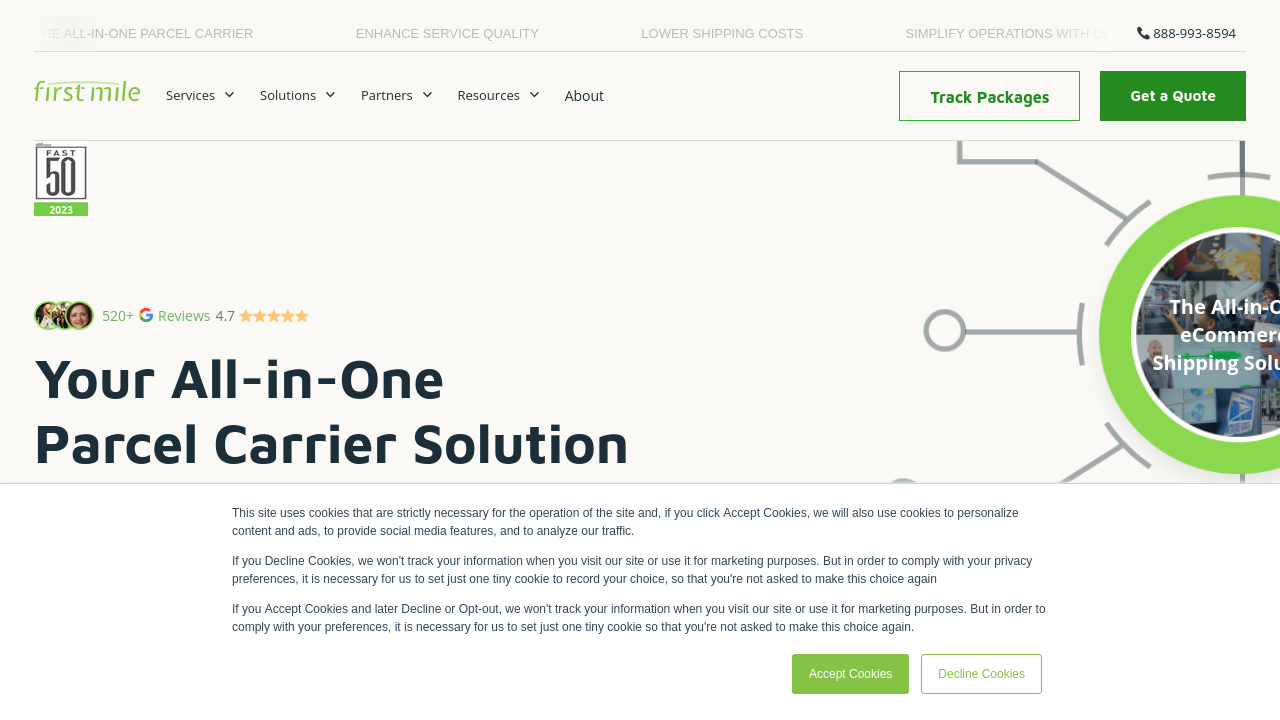 HE ALL-IN-ONE PARCEL CARRIER
ENHANCE SERVICE QUALITY
LOWER SHIPPING COSTS
SIMPLIFY OPERATIONS WITH ON
888-993-8594
first mile
Services
Solutions
Partners
Resources
About
Track Packages
Get a Quote
FAST
50
2023
520+ Reviews 4.7
Your All-in-One
Parcel Carrier Solution
The All-in-O
eCommer
Shipping Solu
This site uses cookies that are strictly necessary for the operation of the site and, if you click Accept Cookies, we will also use cookies to personalize
content and ads, to provide social media features, and to analyze our traffic.
If you Decline Cookies, we won't track your information when you visit our site or use it for marketing purposes. But in order to comply with your privacy
preferences, it is necessary for us to set just one tiny cookie to record your choice, so that you're not asked to make this choice again
If you Accept Cookies and later Decline or Opt-out, we won't track your information when you visit our site or use it for marketing purposes. But in order to
comply with your preferences, it is necessary for us to set just one tiny cookie so that you're not asked to make this choice again.
Accept Cookies
Decline Cookies